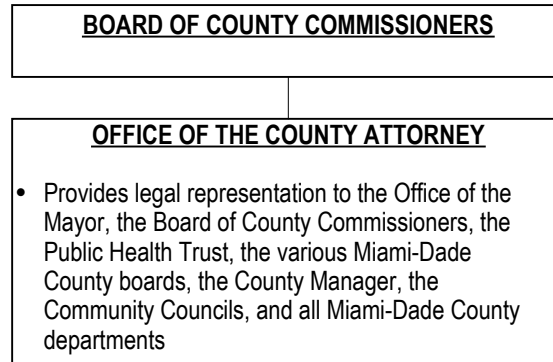 BOARD OF COUNTY COMMISSIONERS
OFFICE OF THE COUNTY ATTORNEY
• Provides legal representation to the Office of the
Mayor, the Board of County Commissioners, the
Public Health Trust, the various Miami-Dade
County boards, the County Manager, the
Community Councils, and all Miami-Dade County
departments